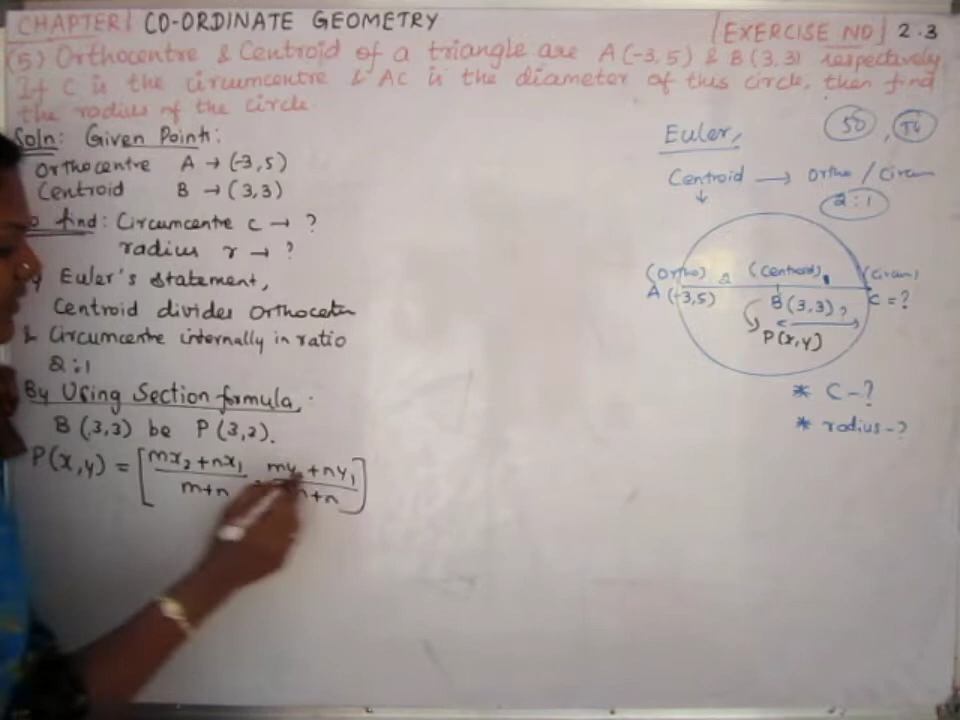 CHAPTER CO-ORDINATE GEOMETRY EXERCISE NO 2.3
(5) Orthocentre & Centroid of a triangle are A(-3,5) & B(3,3) respectively
If C is the circumcentre & AC is the diameter of this circle, then find
the radius of the circle.
Soln: Given Points:
Orthocentre A → (-3,5)
Centroid B → (3,3)
find: Circumcentre C → ?
radius r → ?
Euler's statement,
Centroid divides Orthocentre
& Circumcentre internally in ratio
2:1
By Using Section formula,
B(3,3) be P(3,2).
P(x,y) = [mx₂+nx₁/m+n, my₂+ny₁/m+n]
Euler,
50, 74
Centroid → Ortho / Circum
↓ 2:1
(Ortho) 2 (Centroid) (Circum)
A(-3,5) B(3,3) C=?
P(x,y)
* C-?
* radius-?